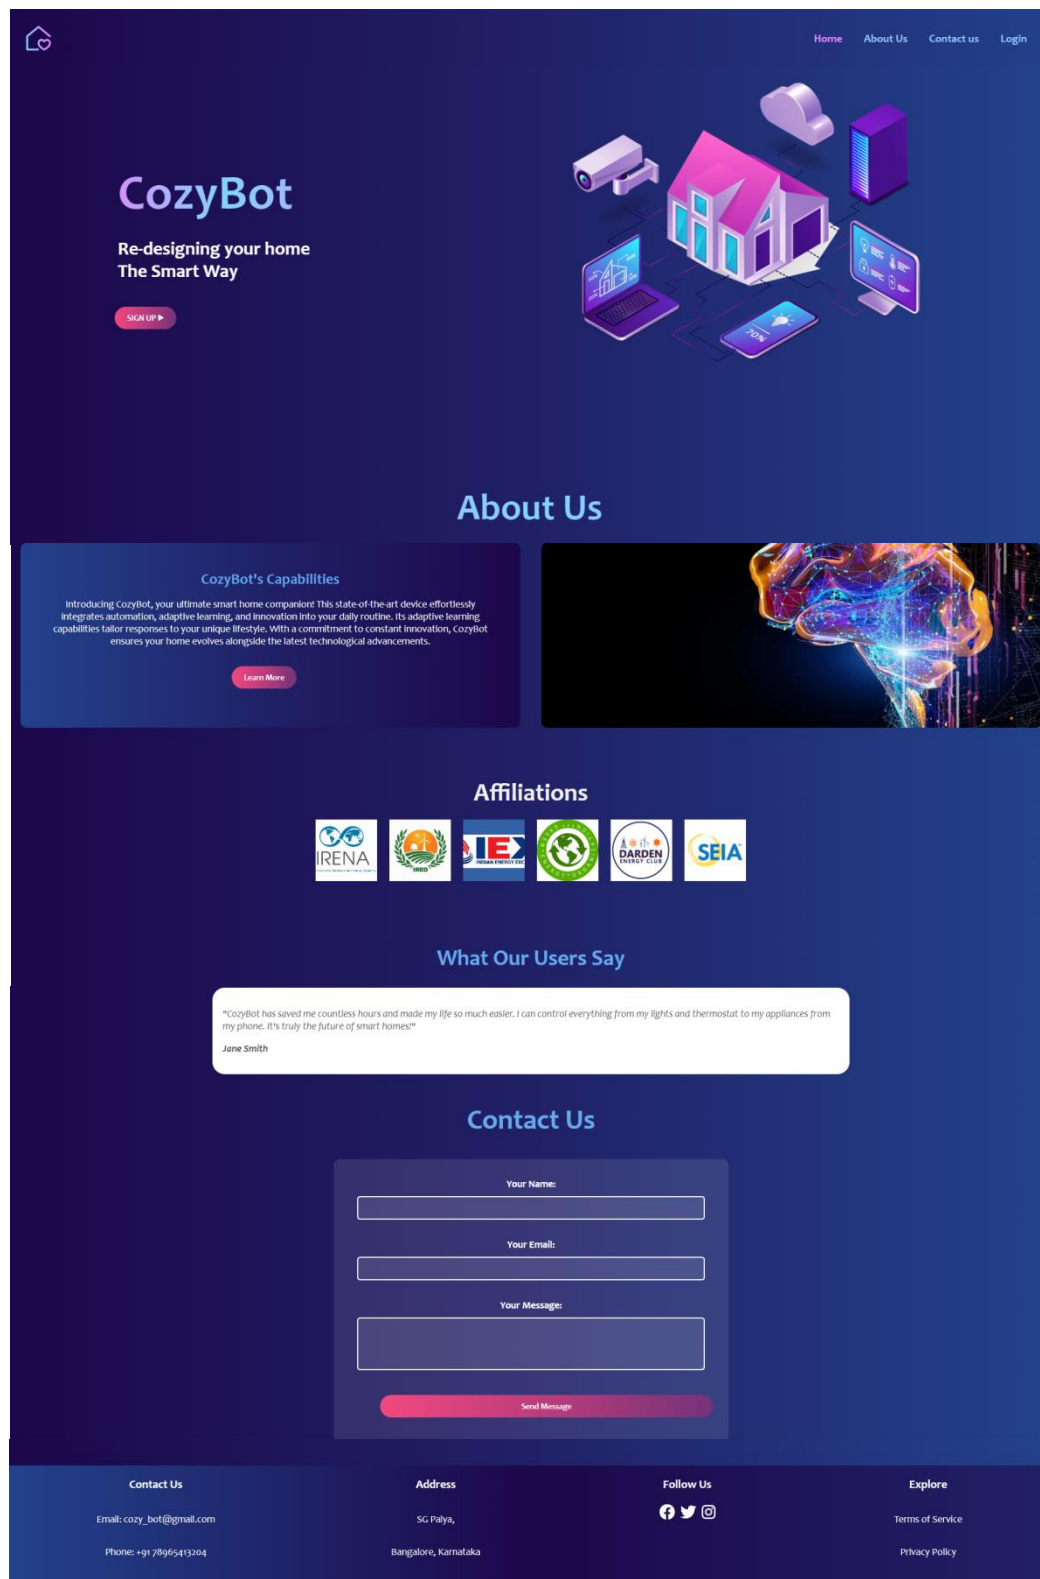 Home About Us Contact us Login
CozyBot
Re-designing your home
The Smart Way
SIGN UP
70%
About Us
CozyBot's Capabilities
Introducing CozyBot, your ultimate smart home companion! This state-of-the-art device effortlessly
integrates automation, adaptive learning, and innovation into your daily routine. Its adaptive learning
capabilities tailor responses to your unique lifestyle. With a commitment to constant innovation, CozyBot
ensures your home evolves alongside the latest technological advancements.
Learn More
Affiliations
IRENA
IREO
IEX
INDIAN ENERGY EXC
DARDEN
ENERGY CLUB
SEIA
What Our Users Say
"CozyBot has saved me countless hours and made my life so much easier. I can control everything from my lights and thermostat to my appliances from
my phone. It's truly the future of smart homes!"
Jane Smith
Contact Us
Your Name:
Your Email:
Your Message:
Send Message
Contact Us Address Follow Us Explore
Email: cozy_bot@gmail.com SG Palya, Terms of Service
Phone: +91 78965413204 Bangalore, Karnataka Privacy Policy